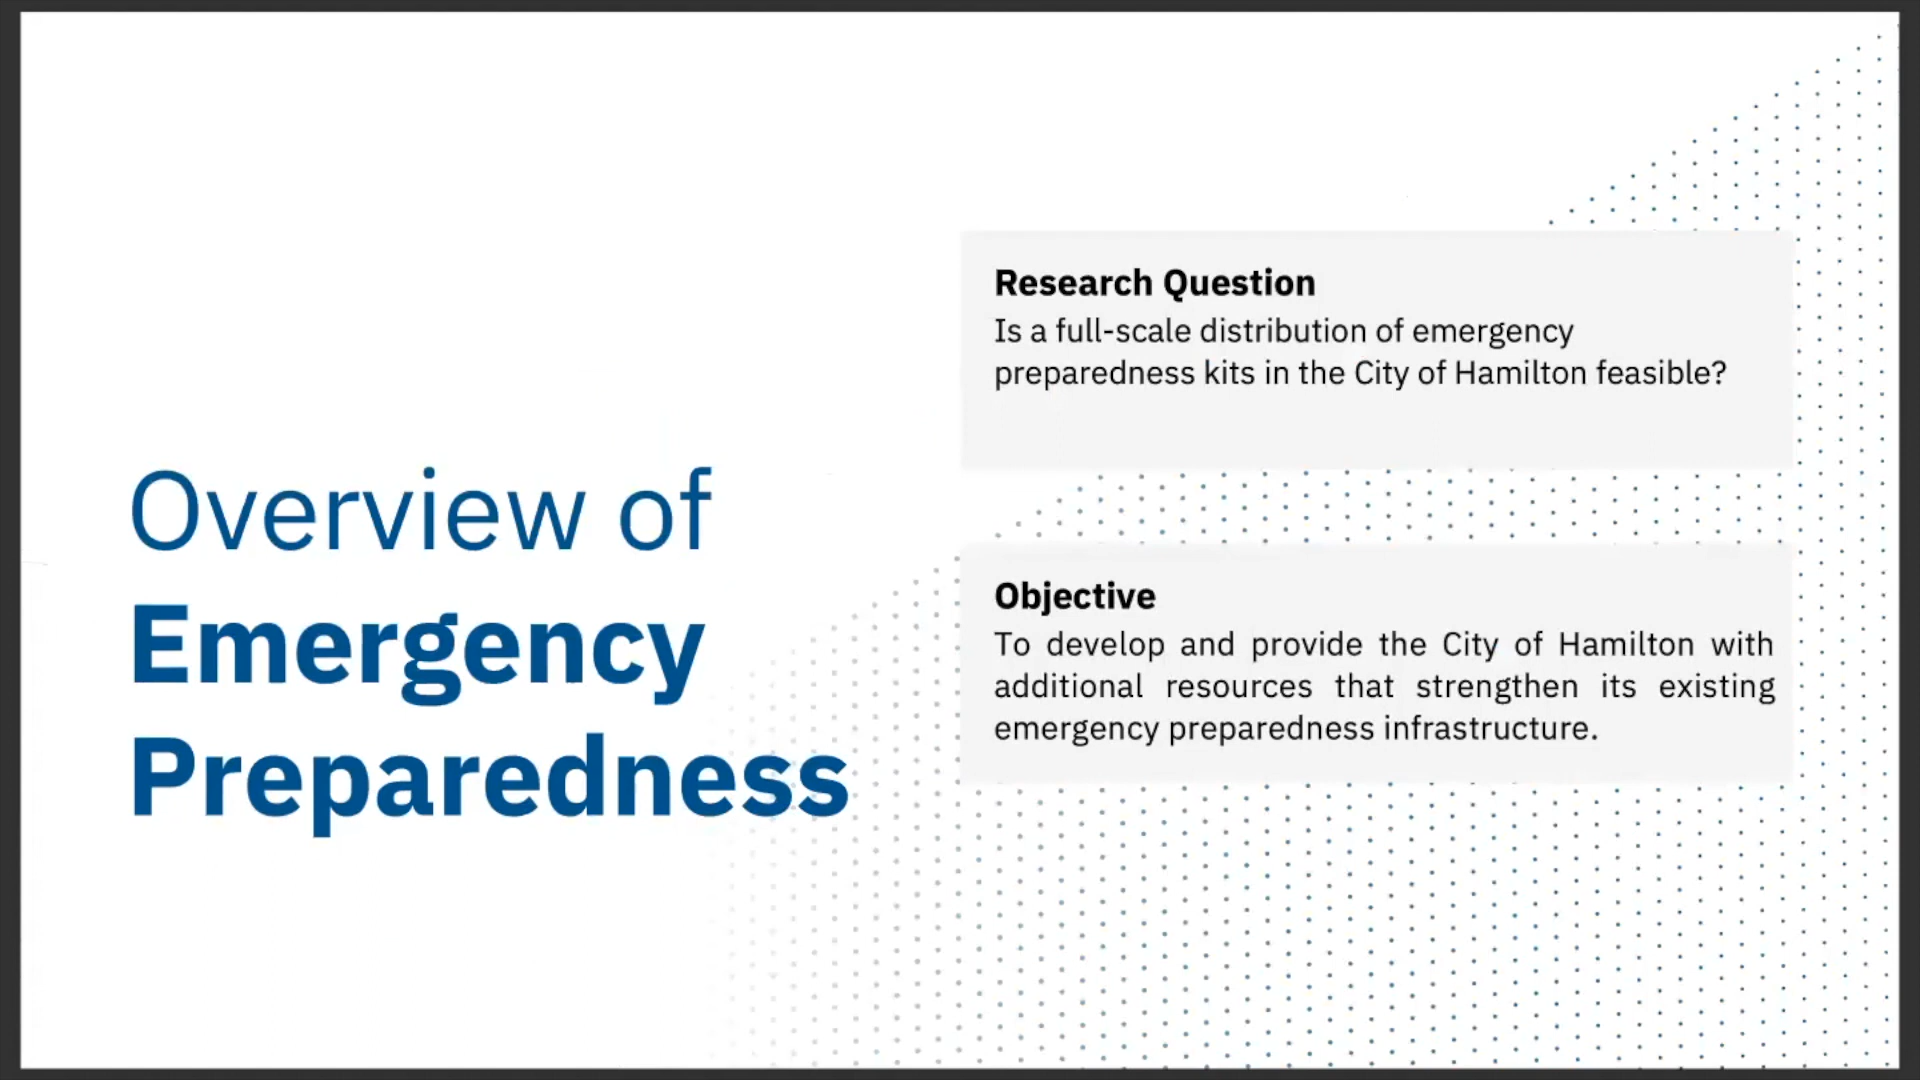 Overview of
Emergency
Preparedness
Research Question
Is a full-scale distribution of emergency
preparedness kits in the City of Hamilton feasible?
Objective
To develop and provide the City of Hamilton with
additional resources that strengthen its existing
emergency preparedness infrastructure.